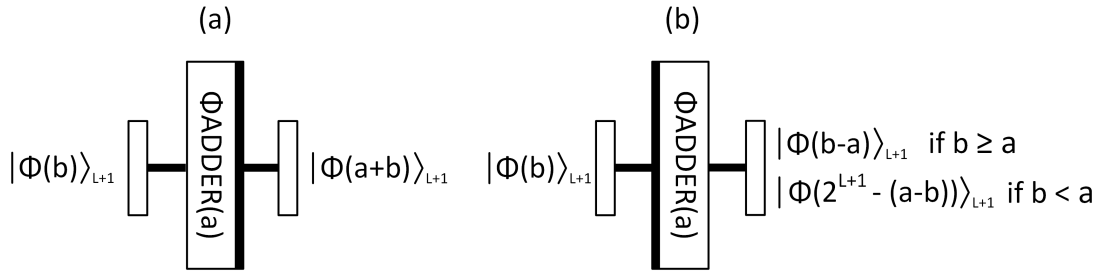 (a)
|Φ(b)⟩L+1
ΦADDER(a)
|Φ(a+b)⟩L+1
(b)
|Φ(b)⟩L+1
ΦADDER(a)
|Φ(b-a)⟩L+1 if b ≥ a
|Φ(2^L+1 - (a-b))⟩L+1 if b < a